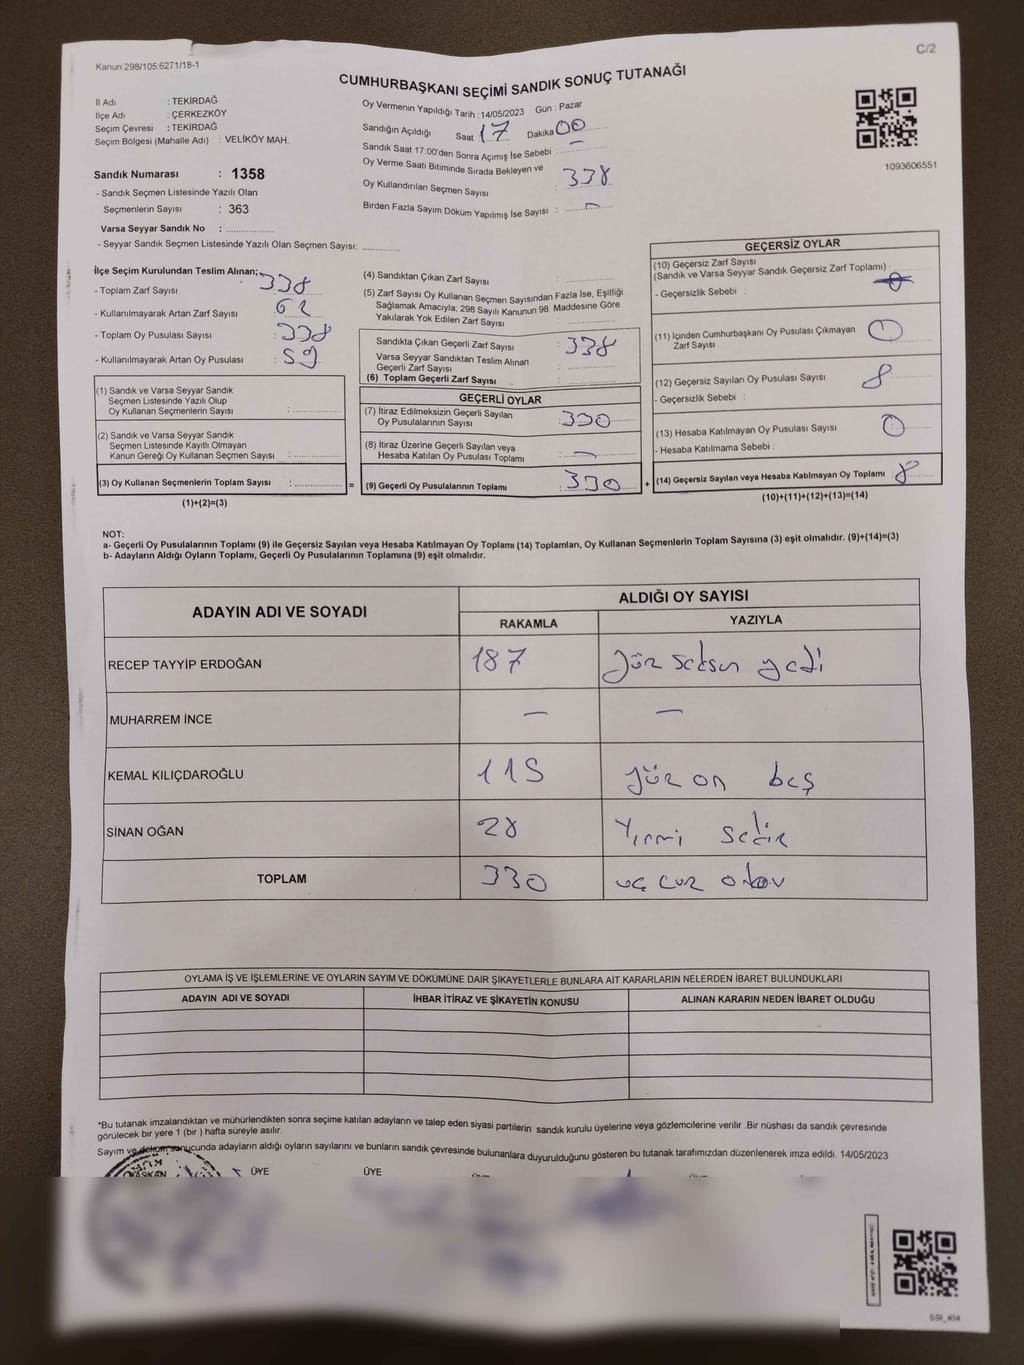 C/2
Kanun 298/105:6271/18-1
CUMHURBAŞKANI SEÇİMİ SANDIK SONUÇ TUTANAĞI
İl Adı : TEKİRDAĞ
İlçe Adı : ÇERKEZKÖY
Seçim Çevresi : TEKİRDAĞ
Seçim Bölgesi (Mahalle Adı) : VELİKÖY MAH.
Sandık Numarası : 1358
- Sandık Seçmen Listesinde Yazılı Olan
Seçmenlerin Sayısı : 363
Varsa Seyyar Sandık No :
- Seyyar Sandık Seçmen Listesinde Yazılı Olan Seçmen Sayısı:
Oy Vermenin Yapıldığı Tarih : 14/05/2023 Gün : Pazar
Sandığın Açıldığı Saat 17 Dakika 00
Sandık Saat 17:00'den Sonra Açımış İse Sebebi : -
Oy Verme Saati Bitiminde Sırada Bekleyen ve
Oy Kullandırılan Seçmen Sayısı : 338
Birden Fazla Sayım Döküm Yapılmış İse Sayısı : -
1093606551
İlçe Seçim Kurulundan Teslim Alınan;
- Toplam Zarf Sayısı : 338
- Kullanılmayarak Artan Zarf Sayısı : 62
- Toplam Oy Pusulası Sayısı : 338
- Kullanılmayarak Artan Oy Pusulası : 59
(1) Sandık ve Varsa Seyyar Sandık
Seçmen Listesinde Yazılı Olup
Oy Kullanan Seçmenlerin Sayısı :
(2) Sandık ve Varsa Seyyar Sandık
Seçmen Listesinde Kayıtlı Olmayan
Kanun Gereği Oy Kullanan Seçmen Sayısı :
(3) Oy Kullanan Seçmenlerin Toplam Sayısı : =
(1)+(2)=(3)
(4) Sandıktan Çıkan Zarf Sayısı :
(5) Zarf Sayısı Oy Kullanan Seçmen Sayısından Fazla İse, Eşitliği
Sağlamak Amacıyla; 298 Sayılı Kanunun 98. Maddesine Göre
Yakılarak Yok Edilen Zarf Sayısı :
Sandıkta Çıkan Geçerli Zarf Sayısı : 338
Varsa Seyyar Sandıktan Teslim Alınan
Geçerli Zarf Sayısı :
(6) Toplam Geçerli Zarf Sayısı :
GEÇERLİ OYLAR
(7) İtiraz Edilmeksizin Geçerli Sayılan
Oy Pusulalarının Sayısı : 330
(8) İtiraz Üzerine Geçerli Sayılan veya
Hesaba Katılan Oy Pusulası Toplamı : -
(9) Geçerli Oy Pusulalarının Toplamı : 330 +
GEÇERSİZ OYLAR
(10) Geçersiz Zarf Sayısı
(Sandık ve Varsa Seyyar Sandık Geçersiz Zarf Toplamı) :
- Geçersizlik Sebebi :
(11) İçinden Cumhurbaşkanı Oy Pusulası Çıkmayan
Zarf Sayısı : 0
(12) Geçersiz Sayılan Oy Pusulası Sayısı : 8
- Geçersizlik Sebebi :
(13) Hesaba Katılmayan Oy Pusulası Sayısı : 0
- Hesaba Katılmama Sebebi :
(14) Geçersiz Sayılan veya Hesaba Katılmayan Oy Toplamı : 8
(10)+(11)+(12)+(13)=(14)
NOT:
a- Geçerli Oy Pusulalarının Toplamı (9) ile Geçersiz Sayılan veya Hesaba Katılmayan Oy Toplamı (14) Toplamları, Oy Kullanan Seçmenlerin Toplam Sayısına (3) eşit olmalıdır. (9)+(14)=(3)
b- Adayların Aldığı Oyların Toplamı, Geçerli Oy Pusulalarının Toplamına (9) eşit olmalıdır.
ADAYIN ADI VE SOYADI ALDIĞI OY SAYISI
RAKAMLA YAZIYLA
RECEP TAYYİP ERDOĞAN 187 yüz seksen yedi
MUHARREM İNCE - -
KEMAL KILIÇDAROĞLU 115 yüz on beş
SİNAN OĞAN 28 Yirmi sekiz
TOPLAM 330 üç yüz otuz
OYLAMA İŞ VE İŞLEMLERİNE VE OYLARIN SAYIM VE DÖKÜMÜNE DAİR ŞİKAYETLERLE BUNLARA AİT KARARLARIN NELERDEN İBARET BULUNDUKLARI
ADAYIN ADI VE SOYADI İHBAR İTİRAZ VE ŞİKAYETİN KONUSU ALINAN KARARIN NEDEN İBARET OLDUĞU
*Bu tutanak imzalandıktan ve mühürlendikten sonra seçime katılan adayların ve talep eden siyasi partilerin sandık kurulu üyelerine veya gözlemcilerine verilir .Bir nüshası da sandık çevresinde
görülecek bir yere 1 (bir ) hafta süreyle asılır.
Sayım ve döküm sonucunda adayların aldığı oyların sayılarını ve bunların sandık çevresinde bulunanlara duyurulduğunu gösteren bu tutanak tarafımızdan düzenlenerek imza edildi. 14/05/2023
BAŞKAN ÜYE ÜYE